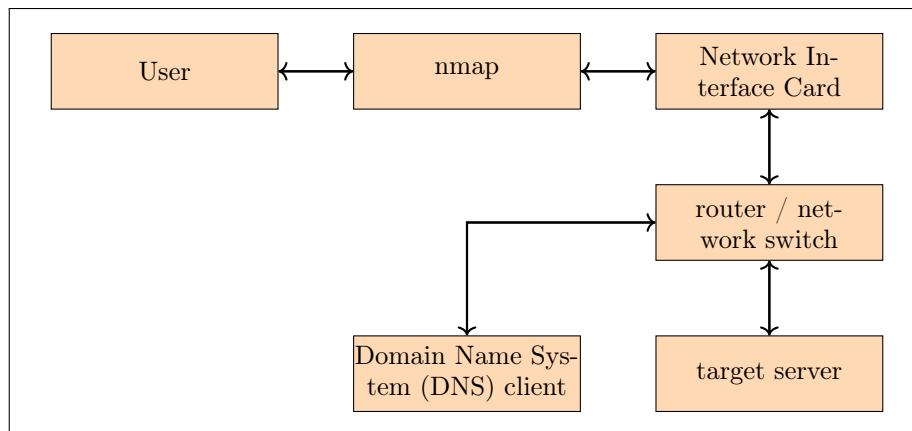 User
nmap
Network In-
terface Card
router / net-
work switch
Domain Name Sys-
tem (DNS) client
target server